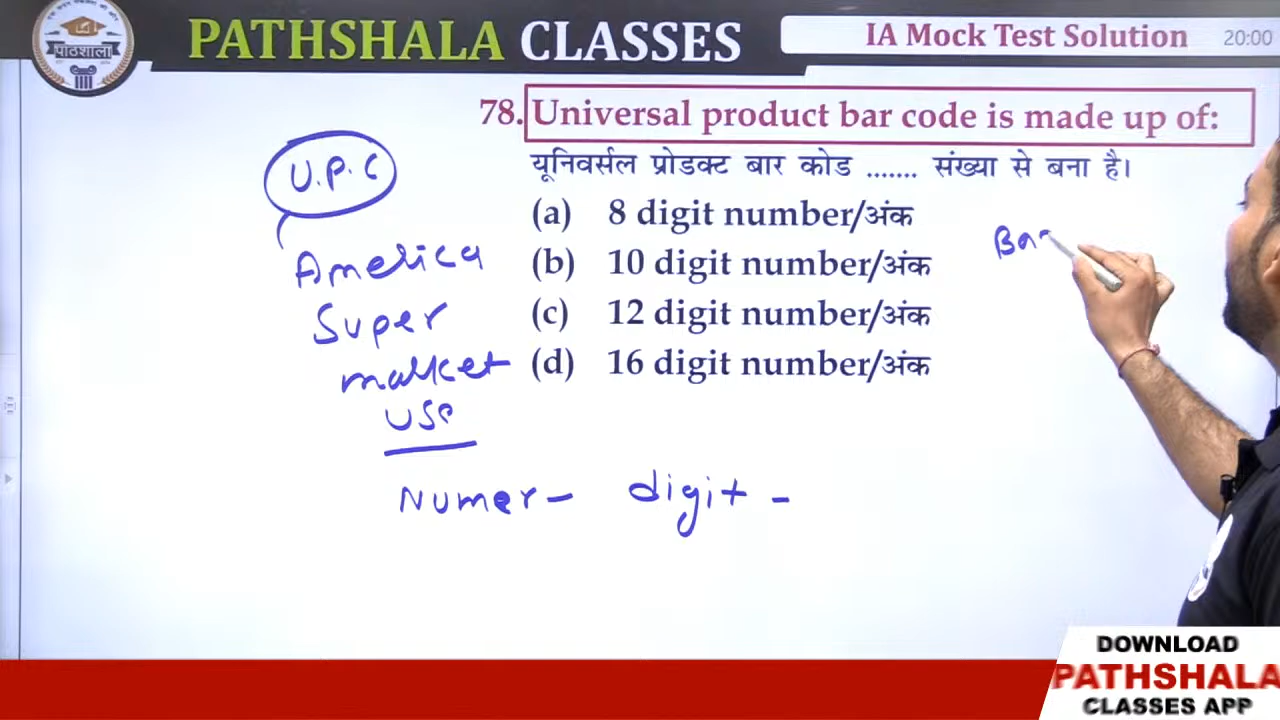 पाठशाला
PATHSHALA CLASSES
IA Mock Test Solution 20:00
78. Universal product bar code is made up of:
यूनिवर्सल प्रोडक्ट बार कोड ....... संख्या से बना है।
(a) 8 digit number/अंक
(b) 10 digit number/अंक
(c) 12 digit number/अंक
(d) 16 digit number/अंक
U.P.C
America
Super
market
USe
Numer - digit -
Bar
DOWNLOAD
PATHSHALA
CLASSES APP